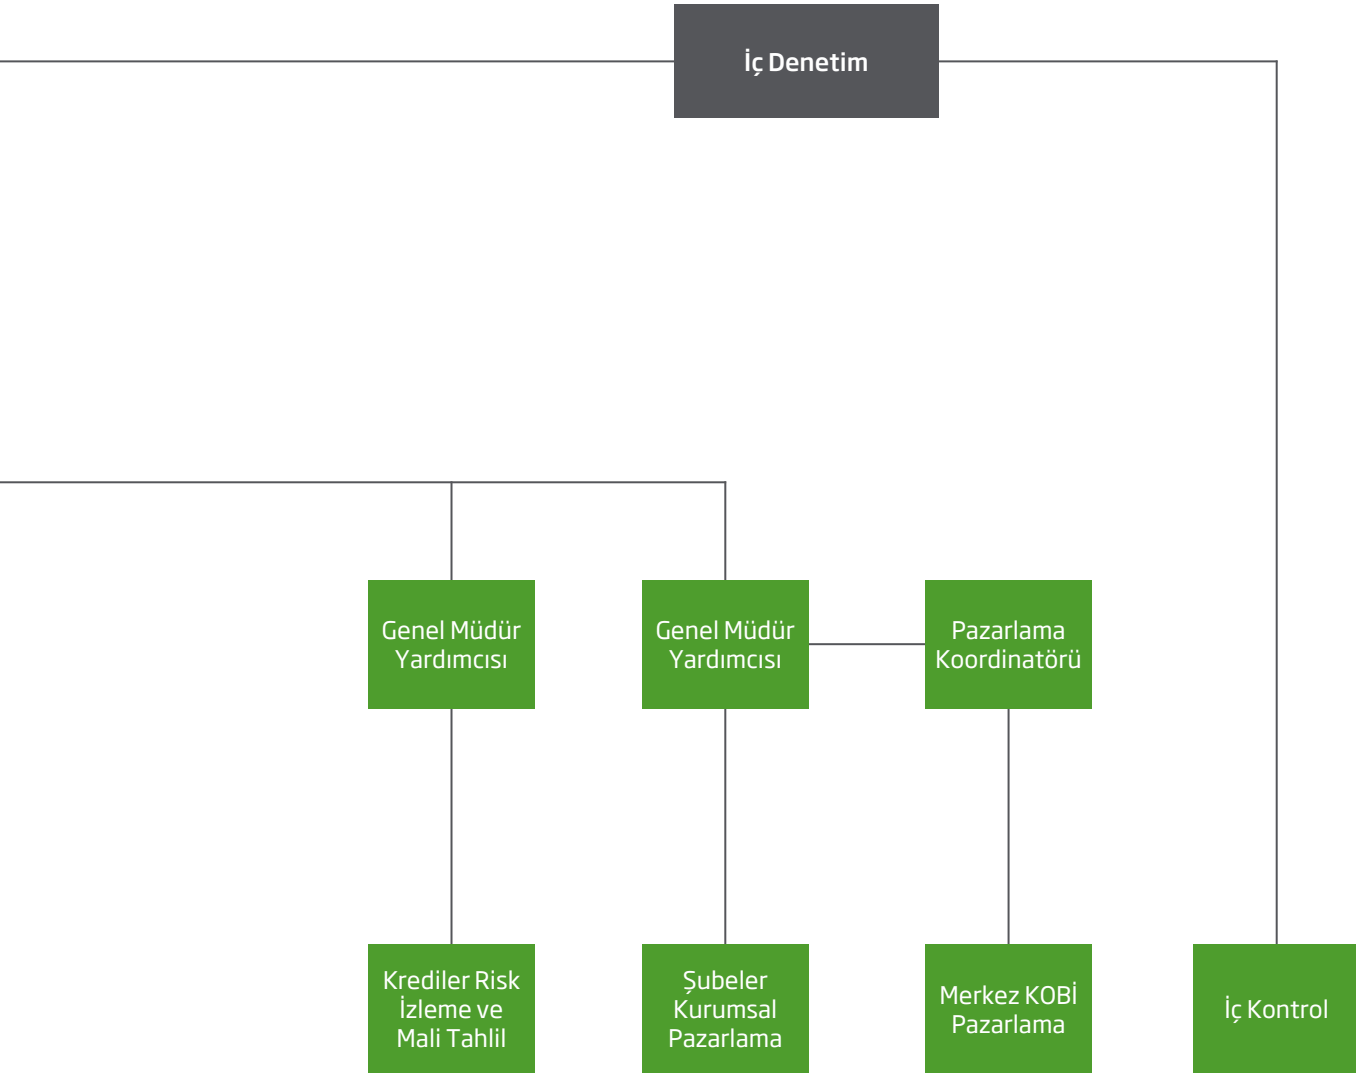 İç Denetim
Genel Müdür
Yardımcısı
Genel Müdür
Yardımcısı
Pazarlama
Koordinatörü
Krediler Risk
İzleme ve
Mali Tahlil
Şubeler
Kurumsal
Pazarlama
Merkez KOBİ
Pazarlama
İç Kontrol